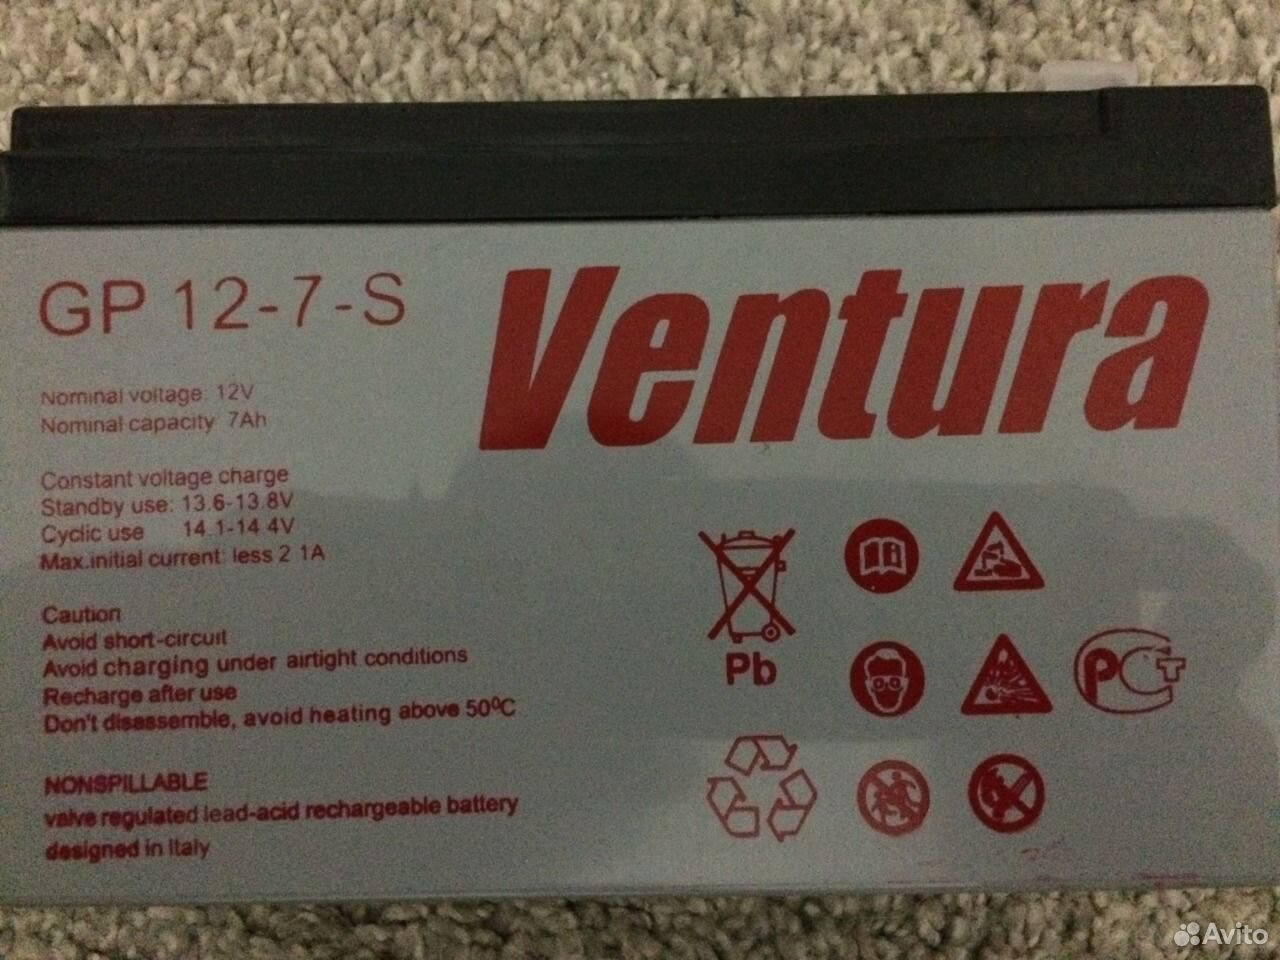 GP 12-7-S
Ventura
Nominal voltage: 12V
Nominal capacity 7Ah
Constant voltage charge
Standby use: 13.6-13.8V
Cyclic use 14.1-14.4V
Max.initial current: less 2.1A
Caution
Avoid short-circuit
Avoid charging under airtight conditions
Recharge after use
Don't disassemble, avoid heating above 50ºC
NONSPILLABLE
valve regulated lead-acid rechargeable battery
designed in Italy
Pb
РСТ
Avito